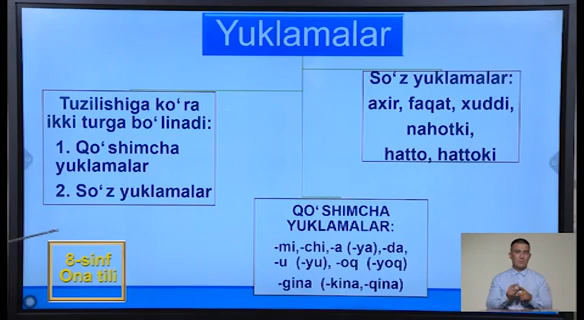 Yuklamalar
Tuzilishiga ko‘ra
ikki turga bo‘linadi:
1. Qo‘shimcha
yuklamalar
2. So‘z yuklamalar
So‘z yuklamalar:
axir, faqat, xuddi,
nahotki,
hatto, hattoki
QO‘SHIMCHA
YUKLAMALAR:
-mi,-chi,-a (-ya),-da,
-u (-yu), -oq (-yoq)
-gina (-kina,-qina)
8-sinf
Ona tili